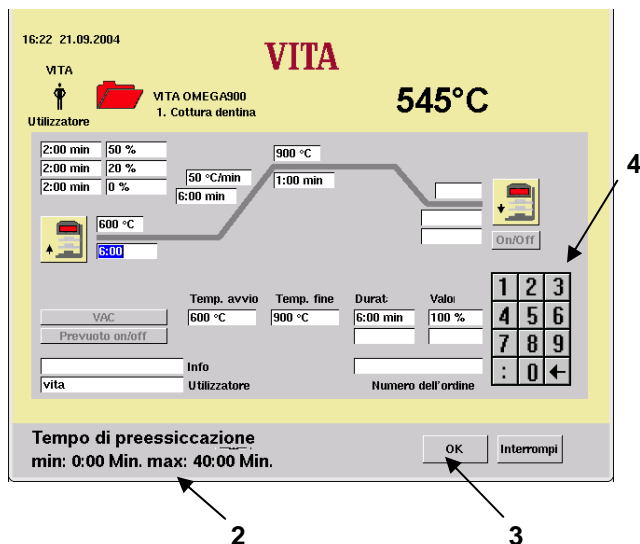 16:22 21.09.2004
VITA
VITA
Utilizzatore
VITA OMEGA900
1. Cottura dentina
545°C
2:00 min 50 %
2:00 min 20 %
2:00 min 0 %
50 °C/min
6:00 min
900 °C
1:00 min
600 °C
6:00
On/Off
4
1 2 3
4 5 6
7 8 9
: 0 ←
Temp. avvio Temp. fine Durat Valor
VAC 600 °C 900 °C 6:00 min 100 %
Prevuoto on/off
Info
vita Utilizzatore Numero dell'ordine
Tempo di preessiccazione
min: 0:00 Min. max: 40:00 Min.
OK Interrompi
2 3